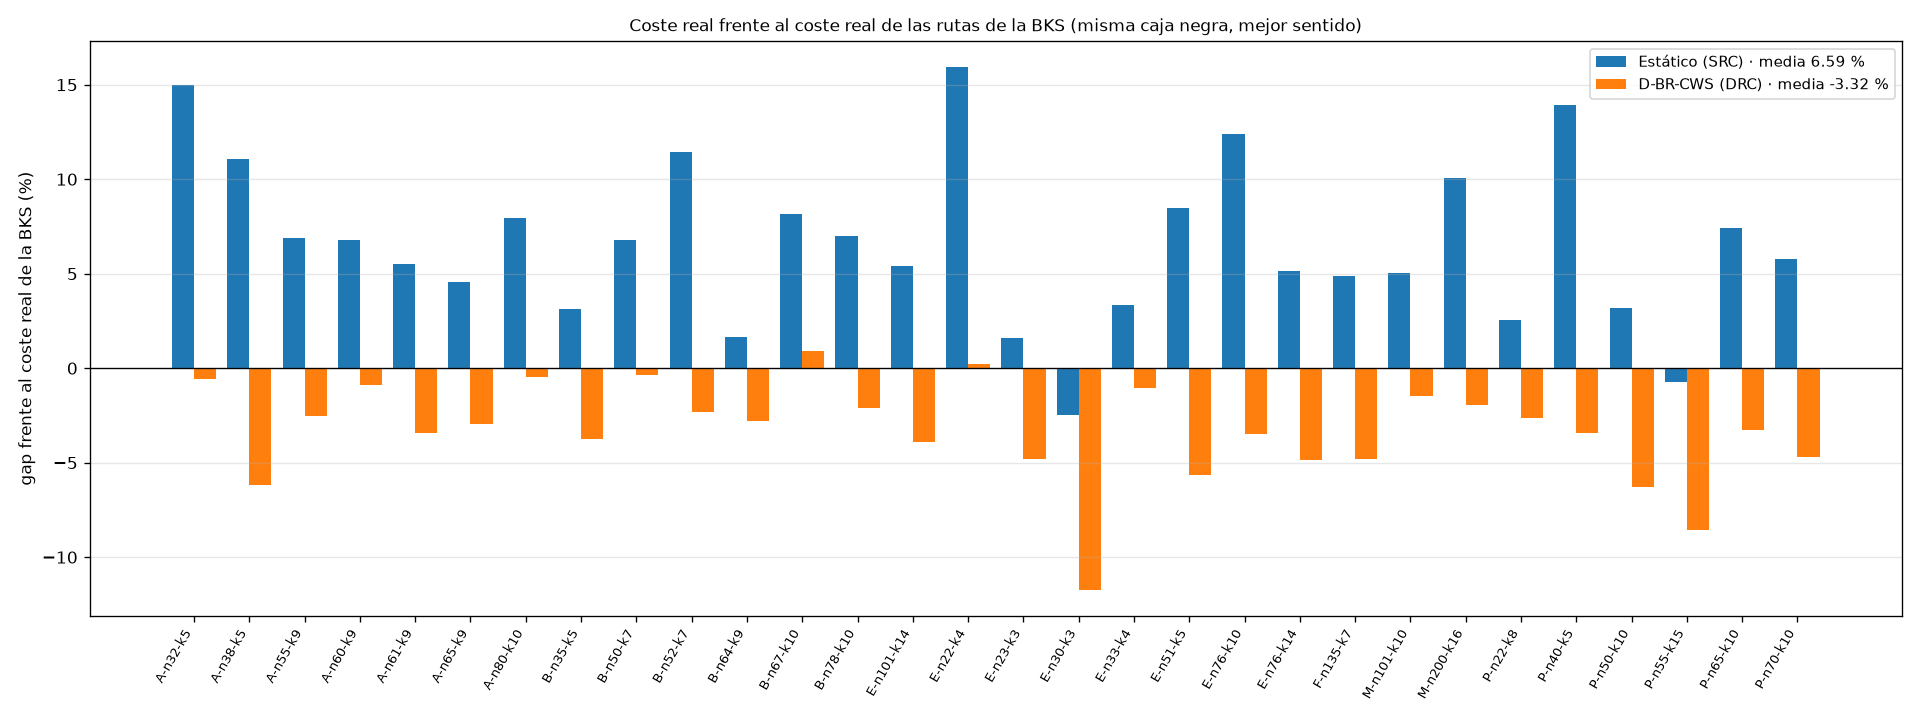 Coste real frente al coste real de las rutas de la BKS (misma caja negra, mejor sentido)
Estático (SRC) · media 6.59 %
D-BR-CWS (DRC) · media -3.32 %
gap frente al coste real de la BKS (%)
15
10
5
0
−5
−10
A-n32-k5
A-n38-k5
A-n55-k9
A-n60-k9
A-n61-k9
A-n65-k9
A-n80-k10
B-n35-k5
B-n50-k7
B-n52-k7
B-n64-k9
B-n67-k10
B-n78-k10
E-n101-k14
E-n22-k4
E-n23-k3
E-n30-k3
E-n33-k4
E-n51-k5
E-n76-k10
E-n76-k14
F-n135-k7
M-n101-k10
M-n200-k16
P-n22-k8
P-n40-k5
P-n50-k10
P-n55-k15
P-n65-k10
P-n70-k10